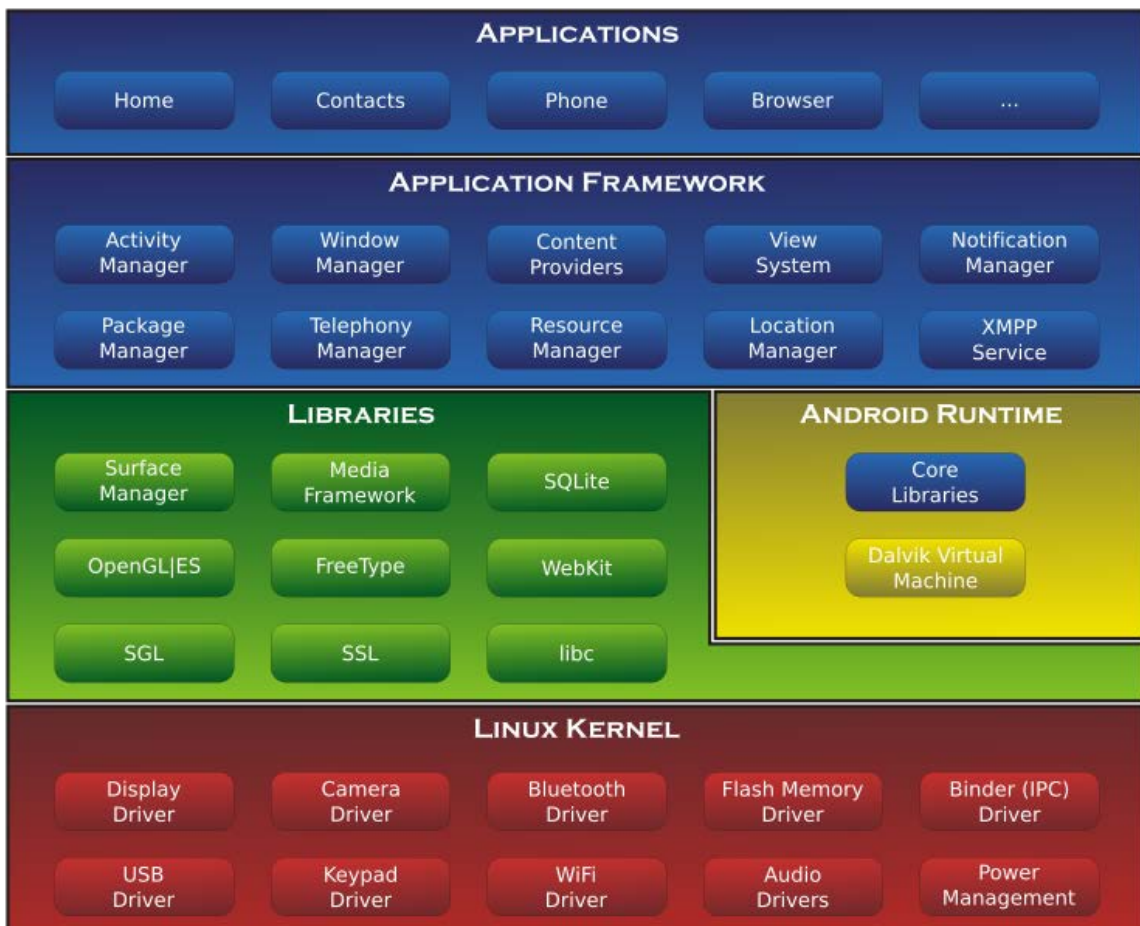 APPLICATIONS
Home
Contacts
Phone
Browser
...
APPLICATION FRAMEWORK
Activity
Manager
Window
Manager
Content
Providers
View
System
Notification
Manager
Package
Manager
Telephony
Manager
Resource
Manager
Location
Manager
XMPP
Service
LIBRARIES
Surface
Manager
Media
Framework
SQLite
OpenGL|ES
FreeType
WebKit
SGL
SSL
libc
ANDROID RUNTIME
Core
Libraries
Dalvik Virtual
Machine
LINUX KERNEL
Display
Driver
Camera
Driver
Bluetooth
Driver
Flash Memory
Driver
Binder (IPC)
Driver
USB
Driver
Keypad
Driver
WiFi
Driver
Audio
Drivers
Power
Management